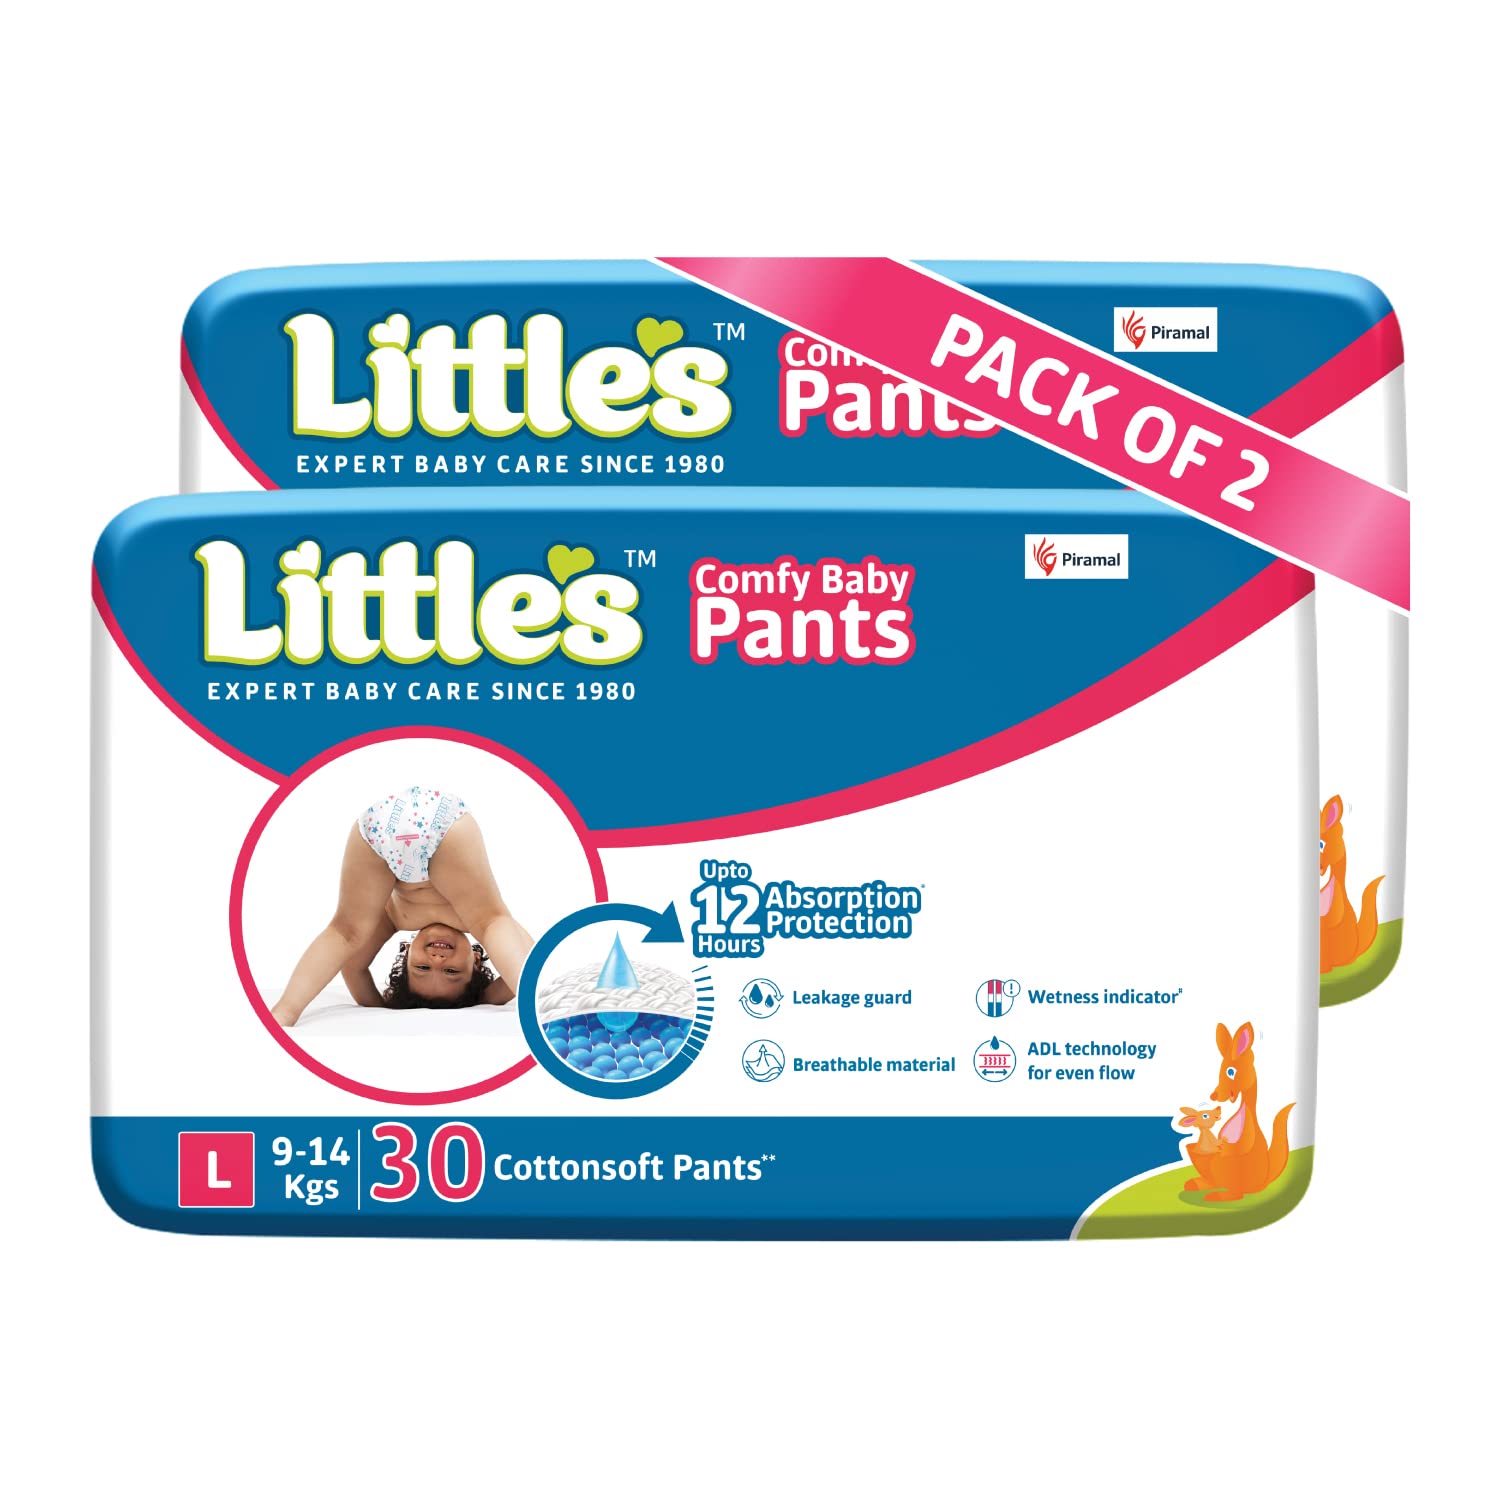 Little's™
EXPERT BABY CARE SINCE 1980
Pants
Piramal
PACK OF 2
Little's™
EXPERT BABY CARE SINCE 1980
Comfy Baby
Pants
Piramal
Upto
12
Hours
Absorption*
Protection
Leakage guard
Wetness indicator#
Breathable material
ADL technology
for even flow
L
9-14
Kgs
30
Cottonsoft Pants**